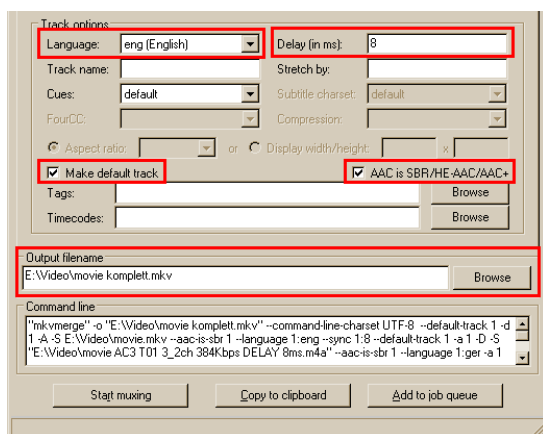 Track options
Language: eng (English) Delay (in ms): 8
Track name: Stretch by:
Cues: default Subtitle charset: default
FourCC: Compression:
Aspect ratio: or Display width/height: x
Make default track AAC is SBR/HE-AAC/AAC+
Tags: Browse
Timecodes: Browse
Output filename
E:\Video\movie komplett.mkv Browse
Command line
"mkvmerge" -o "E:\Video\movie komplett.mkv" --command-line-charset UTF-8 --default-track 1 -d
1 -A -S E:\Video\movie.mkv --aac-is-sbr 1 --language 1:eng --sync 1:8 --default-track 1 -a 1 -D -S
"E:\Video\movie AC3 T01 3_2ch 384Kbps DELAY 8ms.m4a" --aac-is-sbr 1 --language 1:ger -a 1
Start muxing Copy to clipboard Add to job queue